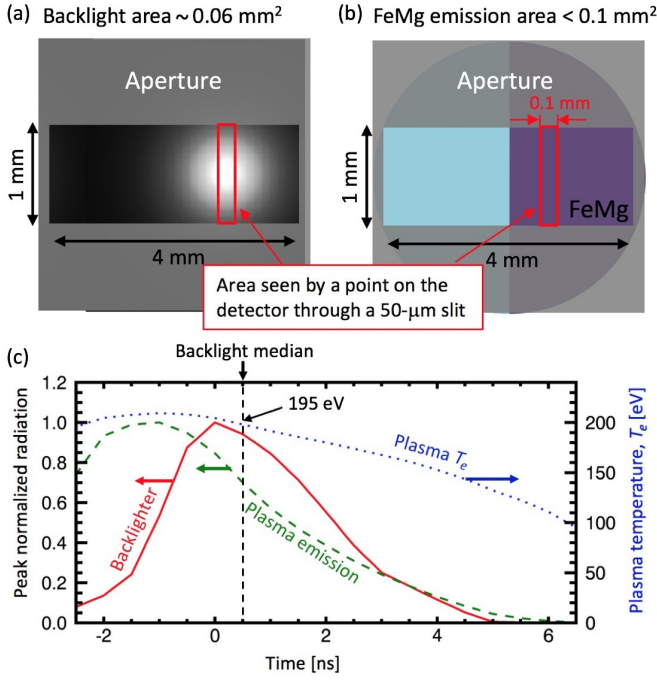 (a) Backlight area ~ 0.06 mm²
Aperture
1 mm
4 mm
(b) FeMg emission area < 0.1 mm²
Aperture
0.1 mm
1 mm
FeMg
4 mm
Area seen by a point on the
detector through a 50-μm slit
(c)
Backlight median
195 eV
Plasma Te
Backlighter
Plasma emission
Peak normalized radiation
1.2
1.0
0.8
0.6
0.4
0.2
0.0
Plasma temperature, Te [eV]
200
150
100
50
0
-2
0
2
4
6
Time [ns]